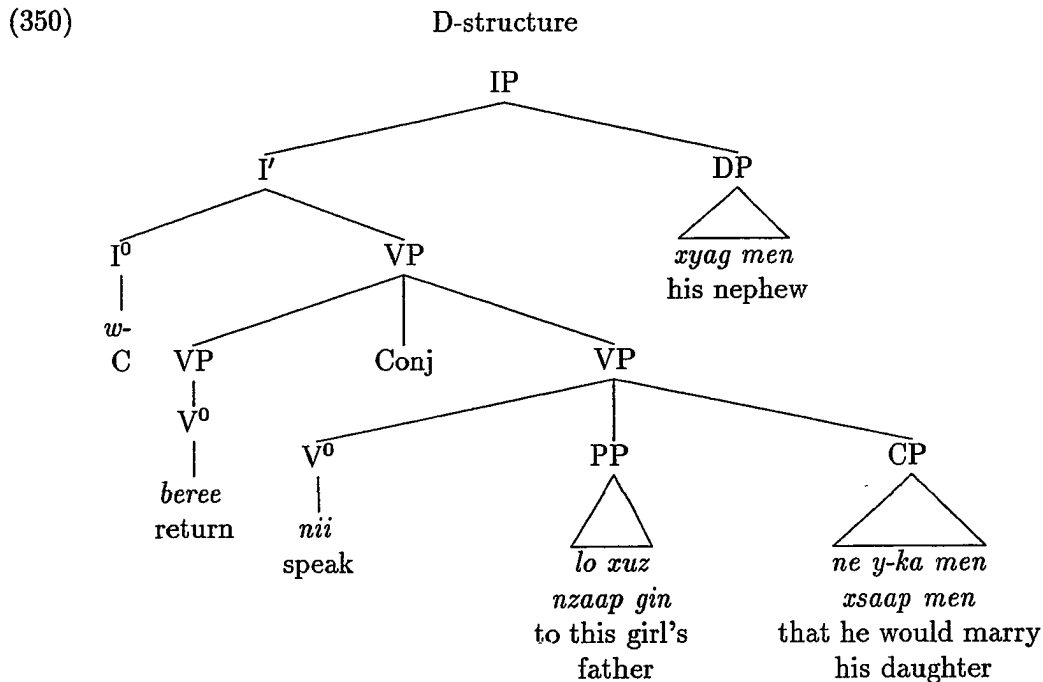 (350) D-structure
IP
I′ DP
xyag men
his nephew
I⁰ VP
w-
C
VP Conj VP
V⁰
beree
return
V⁰ PP CP
nii
speak
lo xuz
nzaap gin
to this girl's
father
ne y-ka men
xsaap men
that he would marry
his daughter